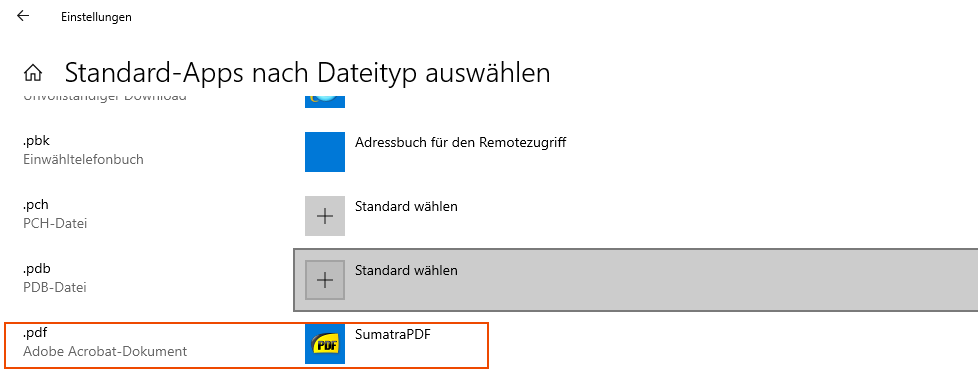 Einstellungen
Standard-Apps nach Dateityp auswählen
Unvollständiger Download
.pbk
Adressbuch für den Remotezugriff
Einwähltelefonbuch
.pch
Standard wählen
PCH-Datei
.pdb
Standard wählen
PDB-Datei
.pdf
PDF
SumatraPDF
Adobe Acrobat-Dokument